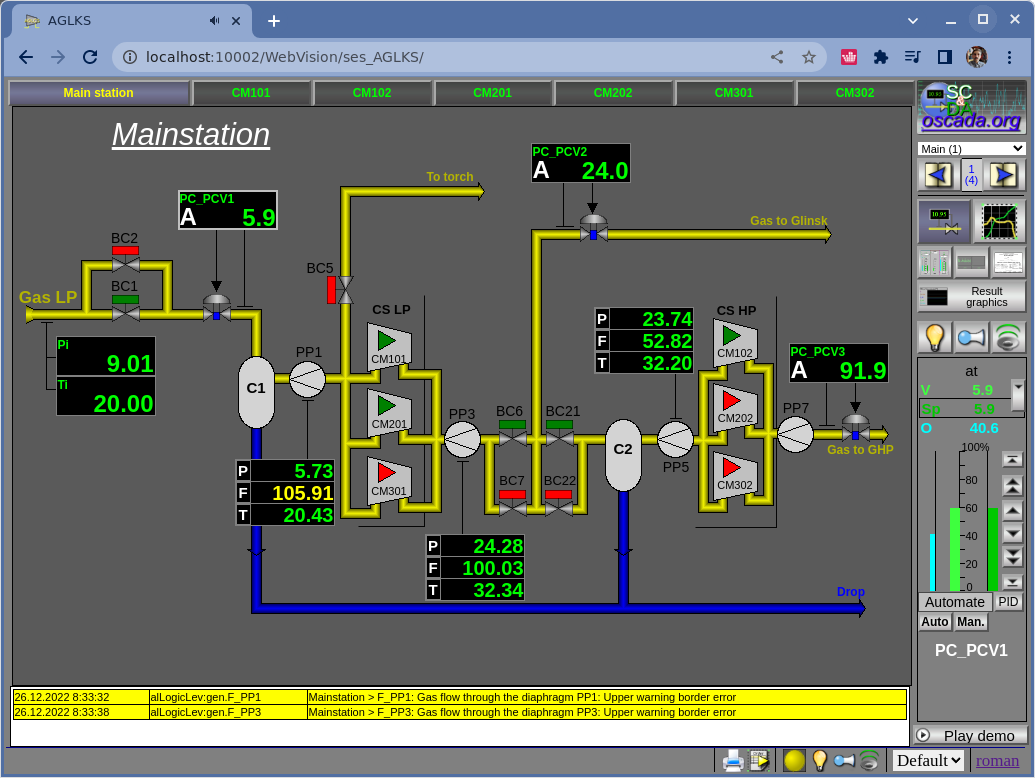 AGLKS
localhost:10002/WebVision/ses_AGLKS/
Main station CM101 CM102 CM201 CM202 CM301 CM302
SC
&
DA
oscada.org
Main (1)
1
(4)
Result
graphics
Mainstation
PC_PCV2
A 24.0
To torch
PC_PCV1
A 5.9
Gas to Glinsk
BC2
BC5
BC1
Gas LP
CS LP
CS HP
P 23.74
F 52.82
T 32.20
Pi
9.01
Ti
20.00
PP1
CM101
CM102
PC_PCV3
A 91.9
C1
CM201
CM202
PP3
BC6
BC21
PP7
C2
Gas to GHP
PP5
P 5.73
F 105.91
T 20.43
CM301
BC7
BC22
CM302
P 24.28
F 100.03
T 32.34
Drop
at
V 5.9
Sp 5.9
O 40.6
100%
80
60
40
20
0
Automate PID
Auto Man.
PC_PCV1
26.12.2022 8:33:32 alLogicLev:gen.F_PP1 Mainstation > F_PP1: Gas flow through the diaphragm PP1: Upper warning border error
26.12.2022 8:33:38 alLogicLev:gen.F_PP3 Mainstation > F_PP3: Gas flow through the diaphragm PP3: Upper warning border error
Play demo
Default roman